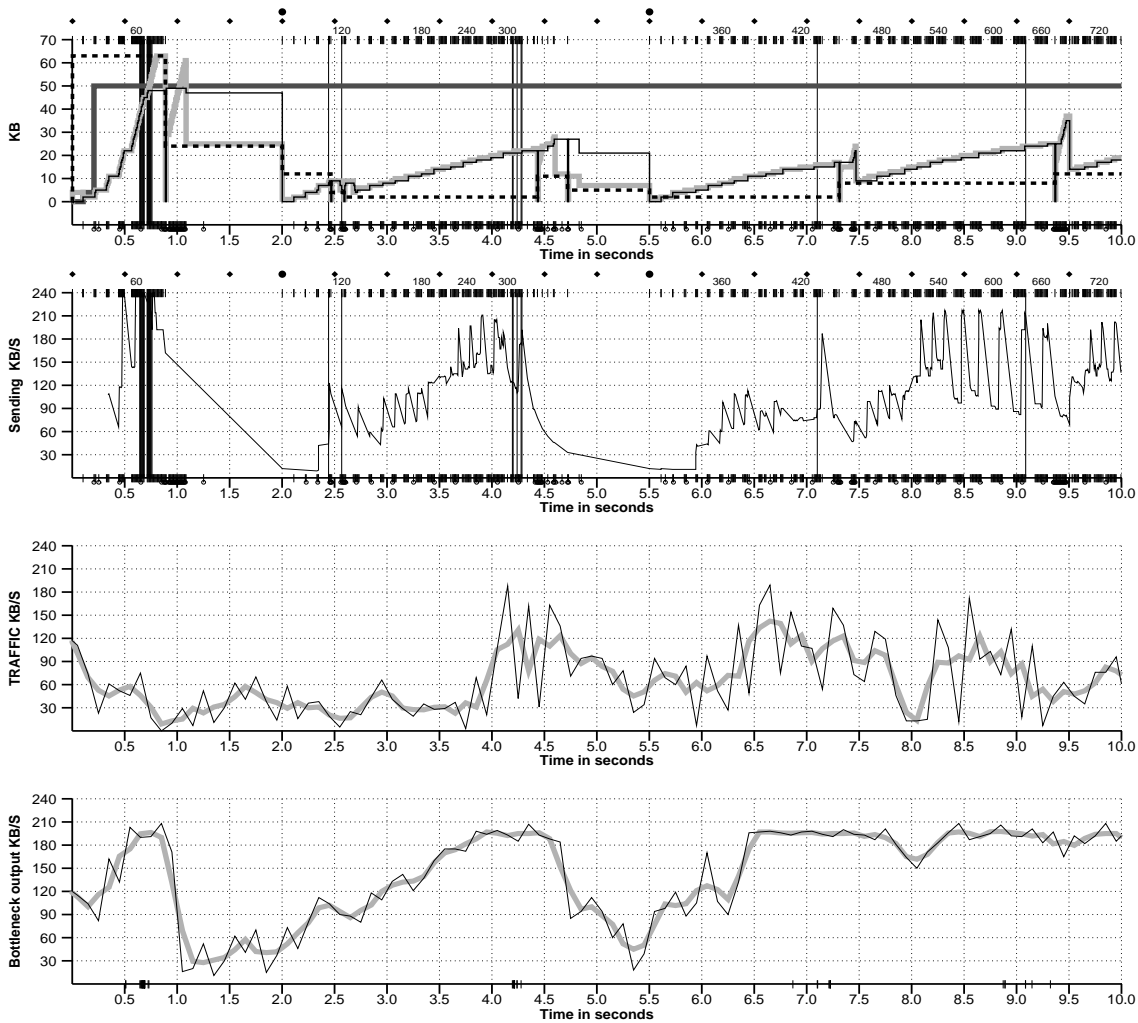 60 120 180 240 300 360 420 480 540 600 660 720
70
60
50
40
30
20
10
0
KB
0.5 1.0 1.5 2.0 2.5 3.0 3.5 4.0 4.5 5.0 5.5 6.0 6.5 7.0 7.5 8.0 8.5 9.0 9.5 10.0
Time in seconds
60 120 180 240 300 360 420 480 540 600 660 720
240
210
180
150
120
90
60
30
Sending KB/S
0.5 1.0 1.5 2.0 2.5 3.0 3.5 4.0 4.5 5.0 5.5 6.0 6.5 7.0 7.5 8.0 8.5 9.0 9.5 10.0
Time in seconds
240
210
180
150
120
90
60
30
TRAFFIC KB/S
0.5 1.0 1.5 2.0 2.5 3.0 3.5 4.0 4.5 5.0 5.5 6.0 6.5 7.0 7.5 8.0 8.5 9.0 9.5 10.0
Time in seconds
240
210
180
150
120
90
60
30
Bottleneck output KB/S
0.5 1.0 1.5 2.0 2.5 3.0 3.5 4.0 4.5 5.0 5.5 6.0 6.5 7.0 7.5 8.0 8.5 9.0 9.5 10.0
Time in seconds